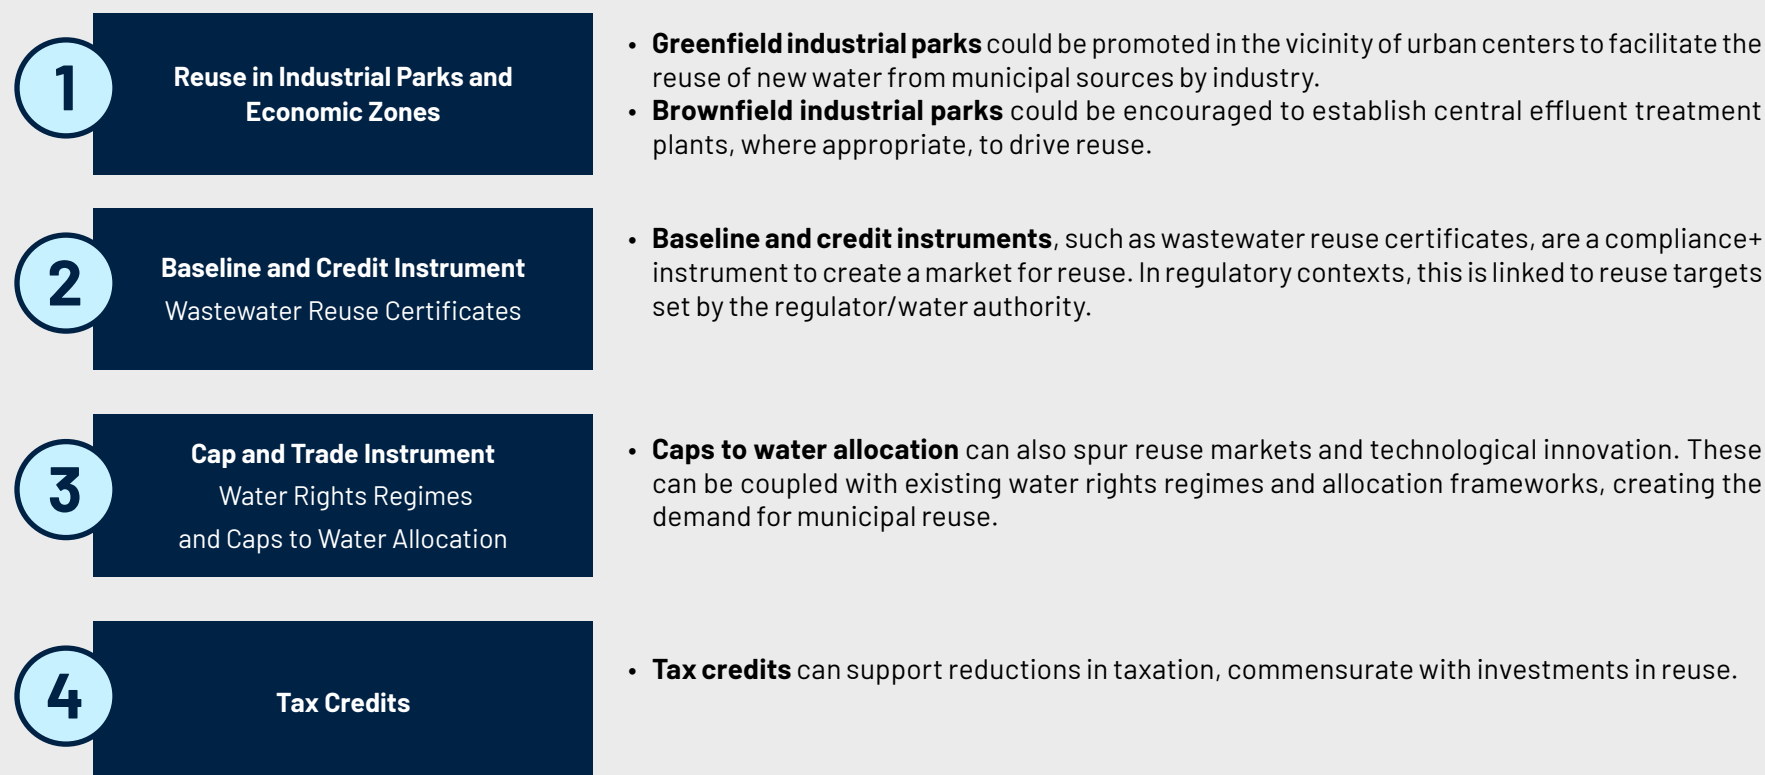 1
Reuse in Industrial Parks and
Economic Zones
• Greenfield industrial parks could be promoted in the vicinity of urban centers to facilitate the
reuse of new water from municipal sources by industry.
• Brownfield industrial parks could be encouraged to establish central effluent treatment
plants, where appropriate, to drive reuse.
2
Baseline and Credit Instrument
Wastewater Reuse Certificates
• Baseline and credit instruments, such as wastewater reuse certificates, are a compliance+
instrument to create a market for reuse. In regulatory contexts, this is linked to reuse targets
set by the regulator/water authority.
3
Cap and Trade Instrument
Water Rights Regimes
and Caps to Water Allocation
• Caps to water allocation can also spur reuse markets and technological innovation. These
can be coupled with existing water rights regimes and allocation frameworks, creating the
demand for municipal reuse.
4
Tax Credits
• Tax credits can support reductions in taxation, commensurate with investments in reuse.